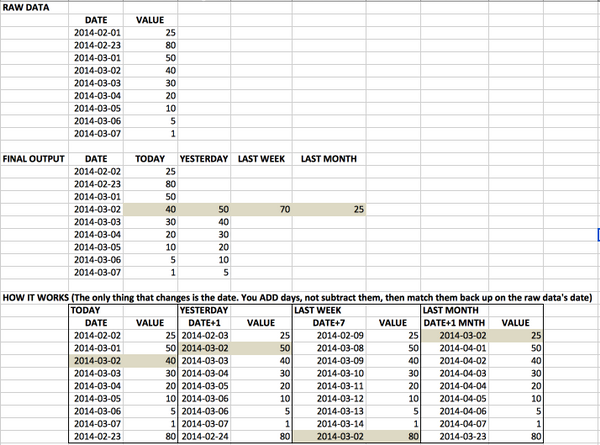 RAW DATA
DATE VALUE
2014-02-01 25
2014-02-23 80
2014-03-01 50
2014-03-02 40
2014-03-03 30
2014-03-04 20
2014-03-05 10
2014-03-06 5
2014-03-07 1
FINAL OUTPUT DATE TODAY YESTERDAY LAST WEEK LAST MONTH
2014-02-02 25
2014-02-23 80
2014-03-01 50
2014-03-02 40 50 70 25
2014-03-03 30 40
2014-03-04 20 30
2014-03-05 10 20
2014-03-06 5 10
2014-03-07 1 5
HOW IT WORKS (The only thing that changes is the date. You ADD days, not subtract them, then match them back up on the raw data's date)
TODAY YESTERDAY LAST WEEK LAST MONTH
DATE VALUE DATE+1 VALUE DATE+7 VALUE DATE+1 MNTH VALUE
2014-02-02 25 2014-02-03 25 2014-02-09 25 2014-03-02 25
2014-03-01 50 2014-03-02 50 2014-03-08 50 2014-04-01 50
2014-03-02 40 2014-03-03 40 2014-03-09 40 2014-04-02 40
2014-03-03 30 2014-03-04 30 2014-03-10 30 2014-04-03 30
2014-03-04 20 2014-03-05 20 2014-03-11 20 2014-04-04 20
2014-03-05 10 2014-03-06 10 2014-03-12 10 2014-04-05 10
2014-03-06 5 2014-03-06 5 2014-03-13 5 2014-04-06 5
2014-03-07 1 2014-03-07 1 2014-03-14 1 2014-04-07 1
2014-02-23 80 2014-02-24 80 2014-03-02 80 2014-03-23 80